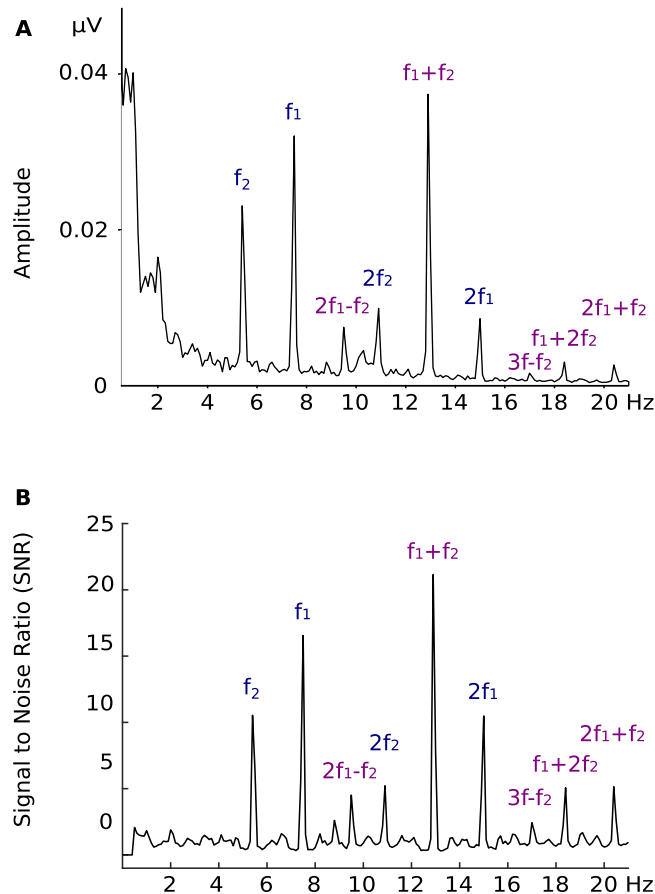 A
µV
0.04
0.02
0
Amplitude
f₂
f₁
2f₁-f₂
2f₂
f₁+f₂
2f₁
3f-f₂
f₁+2f₂
2f₁+f₂
2 4 6 8 10 12 14 16 18 20 Hz
B
25
20
15
10
5
0
Signal to Noise Ratio (SNR)
f₂
f₁
2f₁-f₂
2f₂
f₁+f₂
2f₁
3f-f₂
f₁+2f₂
2f₁+f₂
2 4 6 8 10 12 14 16 18 20 Hz